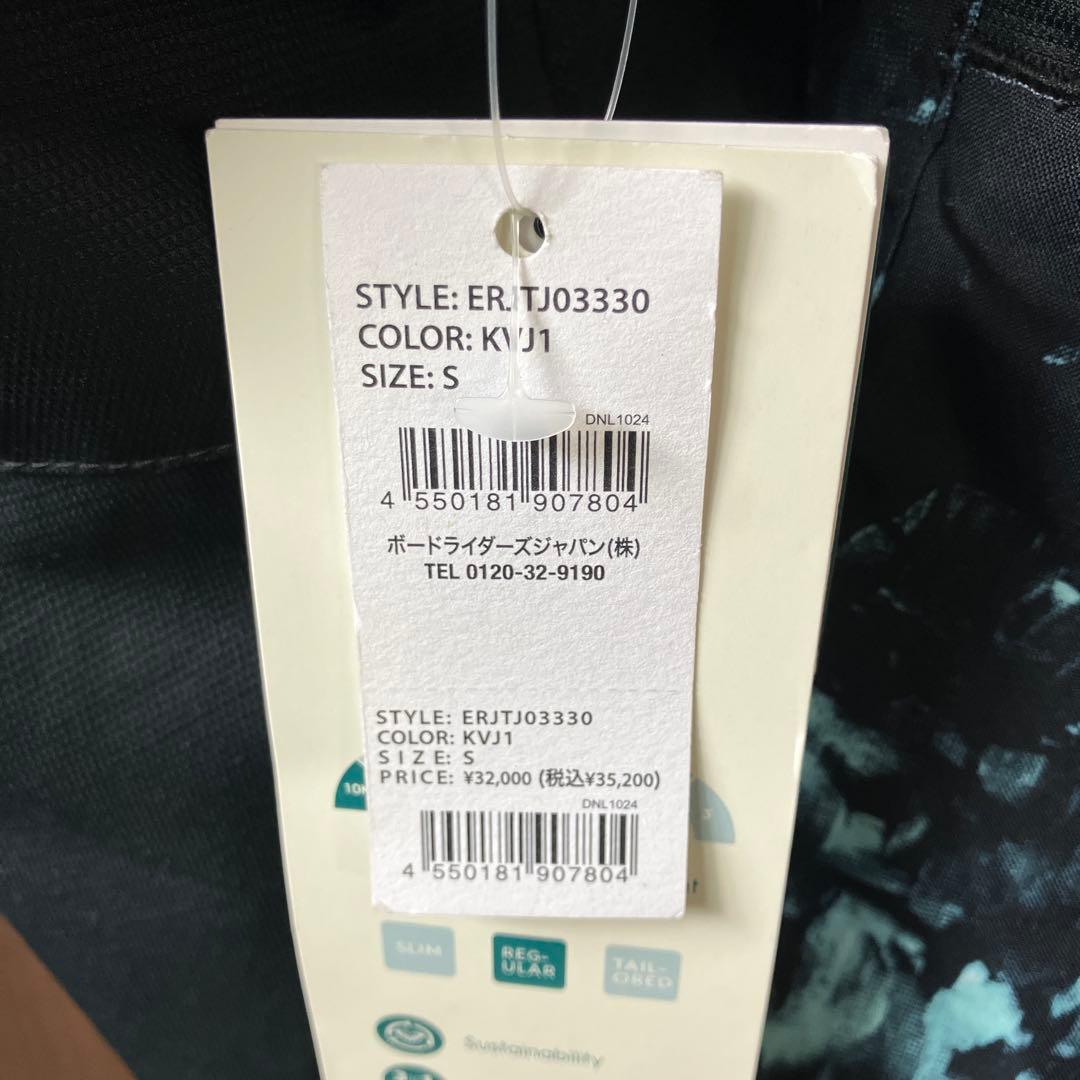 STYLE: ERJTJ03330
COLOR: KVJ1
SIZE: S
DNL1024
4 550181 907804
ボードライダーズジャパン(株)
TEL 0120-32-9190
STYLE: ERJTJ03330
COLOR: KVJ1
SIZE: S
PRICE: ¥32,000 (税込¥35,200)
DNL1024
4 550181 907804
SLIM
REG-
ULAR
TAIL-
ORED
Sustainability